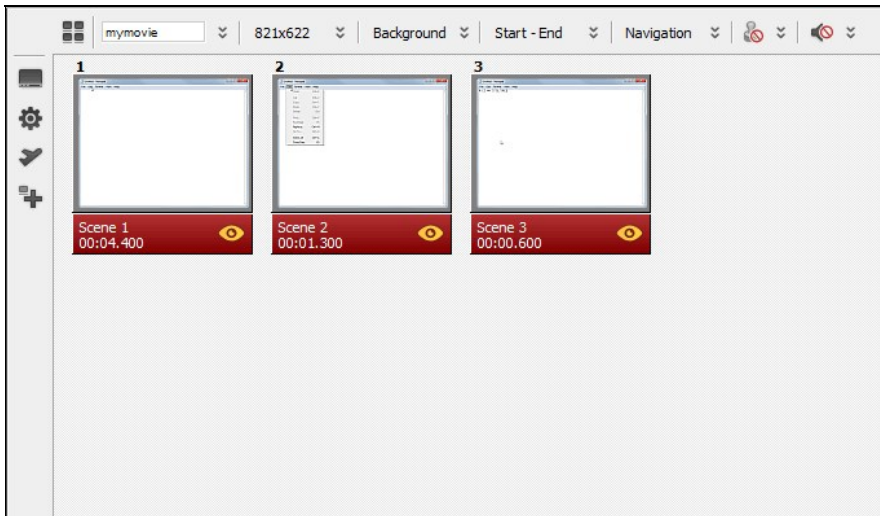 mymovie 821x622 Background Start - End Navigation
1 2 3
Scene 1 Scene 2 Scene 3
00:04.400 00:01.300 00:00.600